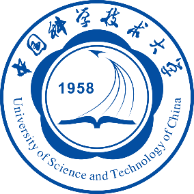 中国科学技术大学
1958
University of Science and Technology of China